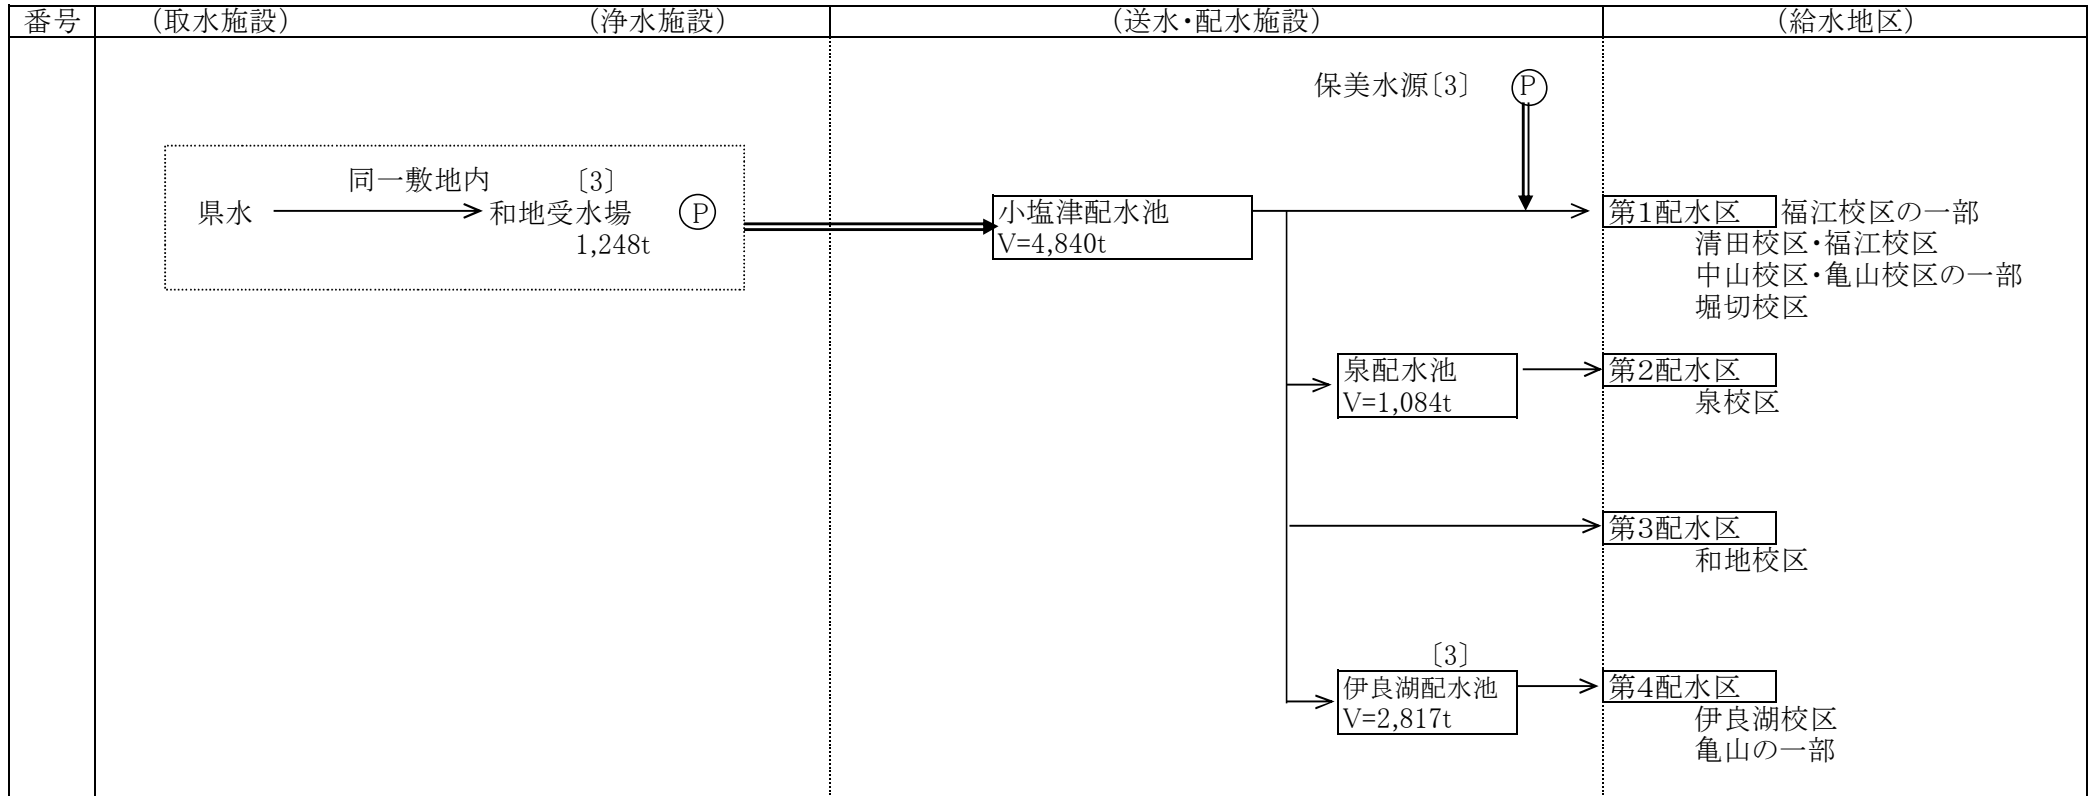 番号
（取水施設）
（浄水施設）
（送水・配水施設）
（給水地区）
保美水源〔3〕
P
同一敷地内
〔3〕
県水
和地受水場
P
1,248t
小塩津配水池
V=4,840t
第1配水区
福江校区の一部
清田校区・福江校区
中山校区・亀山校区の一部
堀切校区
泉配水池
V=1,084t
第2配水区
泉校区
第3配水区
和地校区
〔3〕
伊良湖配水池
V=2,817t
第4配水区
伊良湖校区
亀山の一部